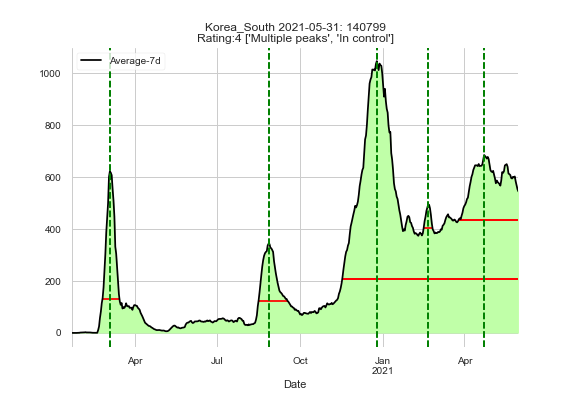 Korea_South 2021-05-31: 140799
Rating:4 ['Multiple peaks', 'In control']
Average-7d
1000
800
600
400
200
0
Apr
Jul
Oct
Jan
2021
Apr
Date